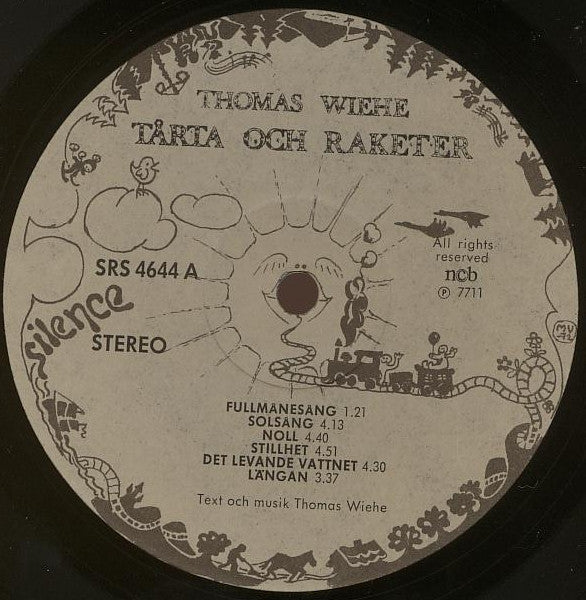 THOMAS WIEHE
TÅRTA OCH RAKETER
All rights
reserved
ncb
Ⓟ 7711
SRS 4644 A
silence
STEREO
MV
72
FULLMÅNESÅNG 1.21
SOLSÅNG 4.13
NOLL 4.40
STILLHET 4.51
DET LEVANDE VATTNET 4.30
LÄNGAN 3.37
Text och musik Thomas Wiehe